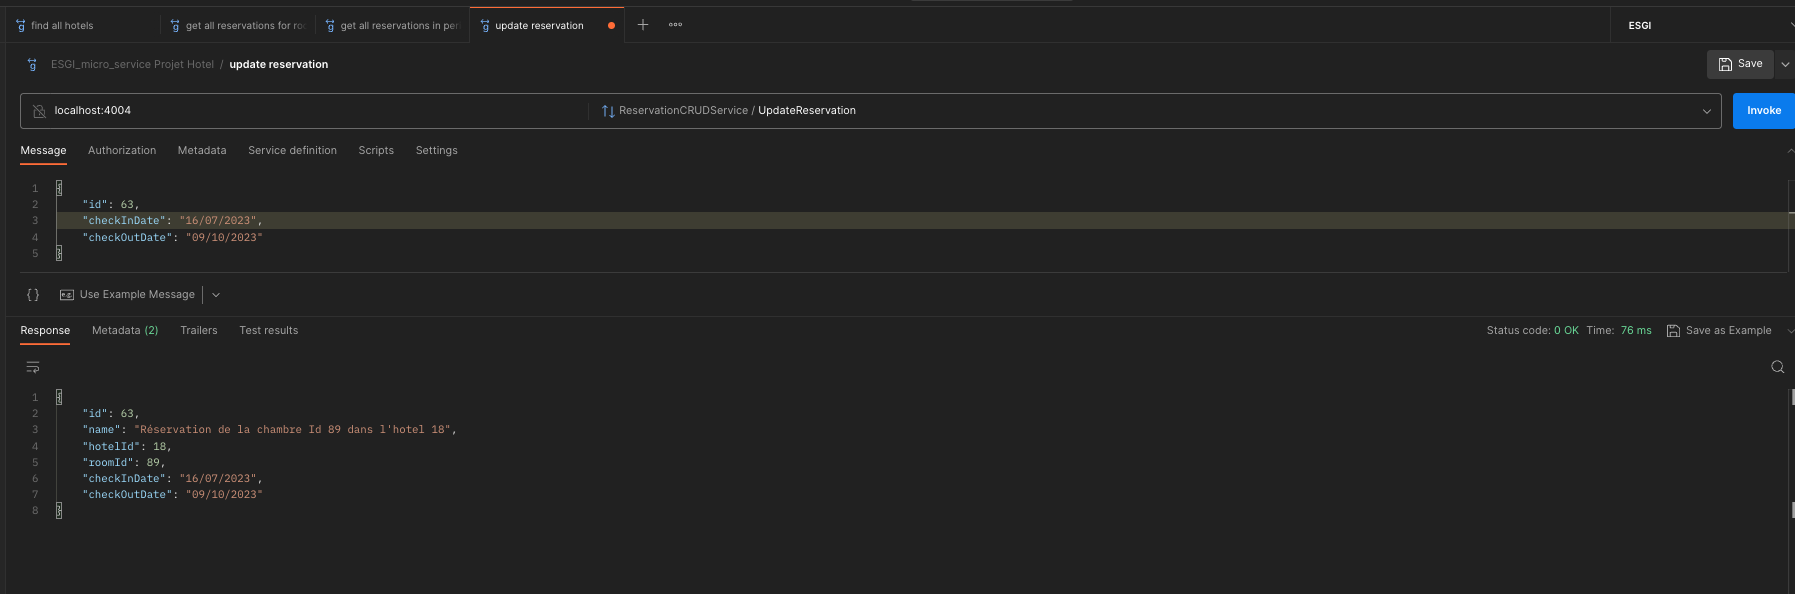 find all hotels
get all reservations for roo
get all reservations in per
update reservation
ESGI
ESGI_micro_service Projet Hotel / update reservation
Save
localhost:4004
ReservationCRUDService / UpdateReservation
Invoke
Message Authorization Metadata Service definition Scripts Settings
1 {
2 "id": 63,
3 "checkInDate": "16/07/2023",
4 "checkOutDate": "09/10/2023"
5 }
{} Use Example Message
Response Metadata (2) Trailers Test results
Status code: 0 OK Time: 76 ms Save as Example
1 {
2 "id": 63,
3 "name": "Réservation de la chambre Id 89 dans l'hotel 18",
4 "hotelId": 18,
5 "roomId": 89,
6 "checkInDate": "16/07/2023",
7 "checkOutDate": "09/10/2023"
8 }